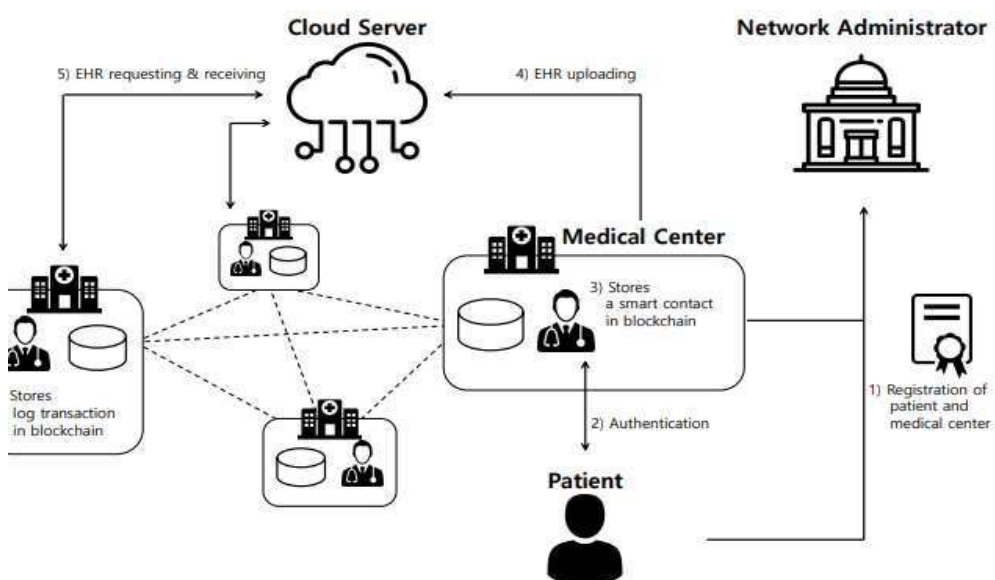 Cloud Server
Network Administrator
5) EHR requesting & receiving
4) EHR uploading
Medical Center
3) Stores
a smart contact
in blockchain
Stores
log transaction
in blockchain
1) Registration of
patient and
medical center
2) Authentication
Patient